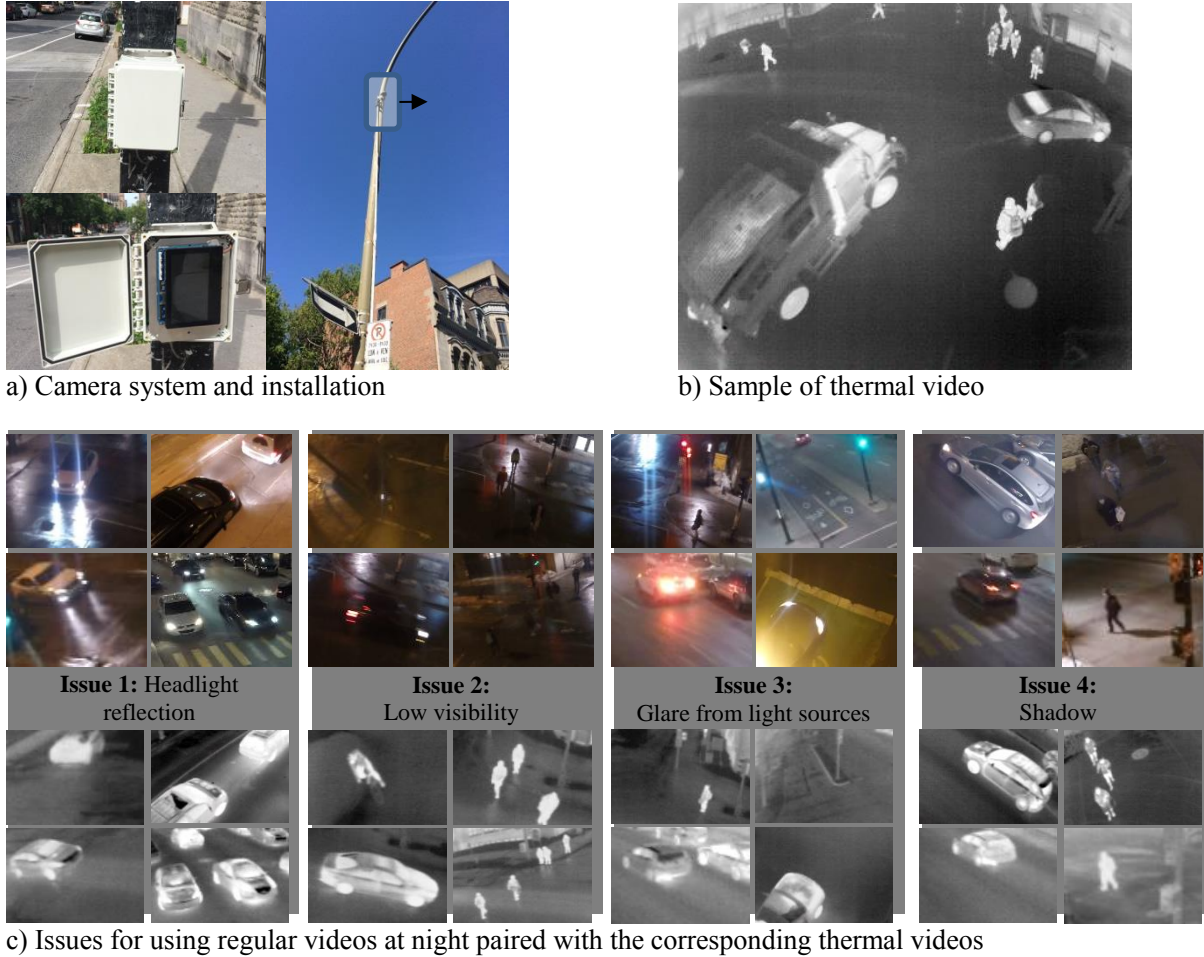 a) Camera system and installation
b) Sample of thermal video
Issue 1: Headlight
reflection
Issue 2:
Low visibility
Issue 3:
Glare from light sources
Issue 4:
Shadow
c) Issues for using regular videos at night paired with the corresponding thermal videos